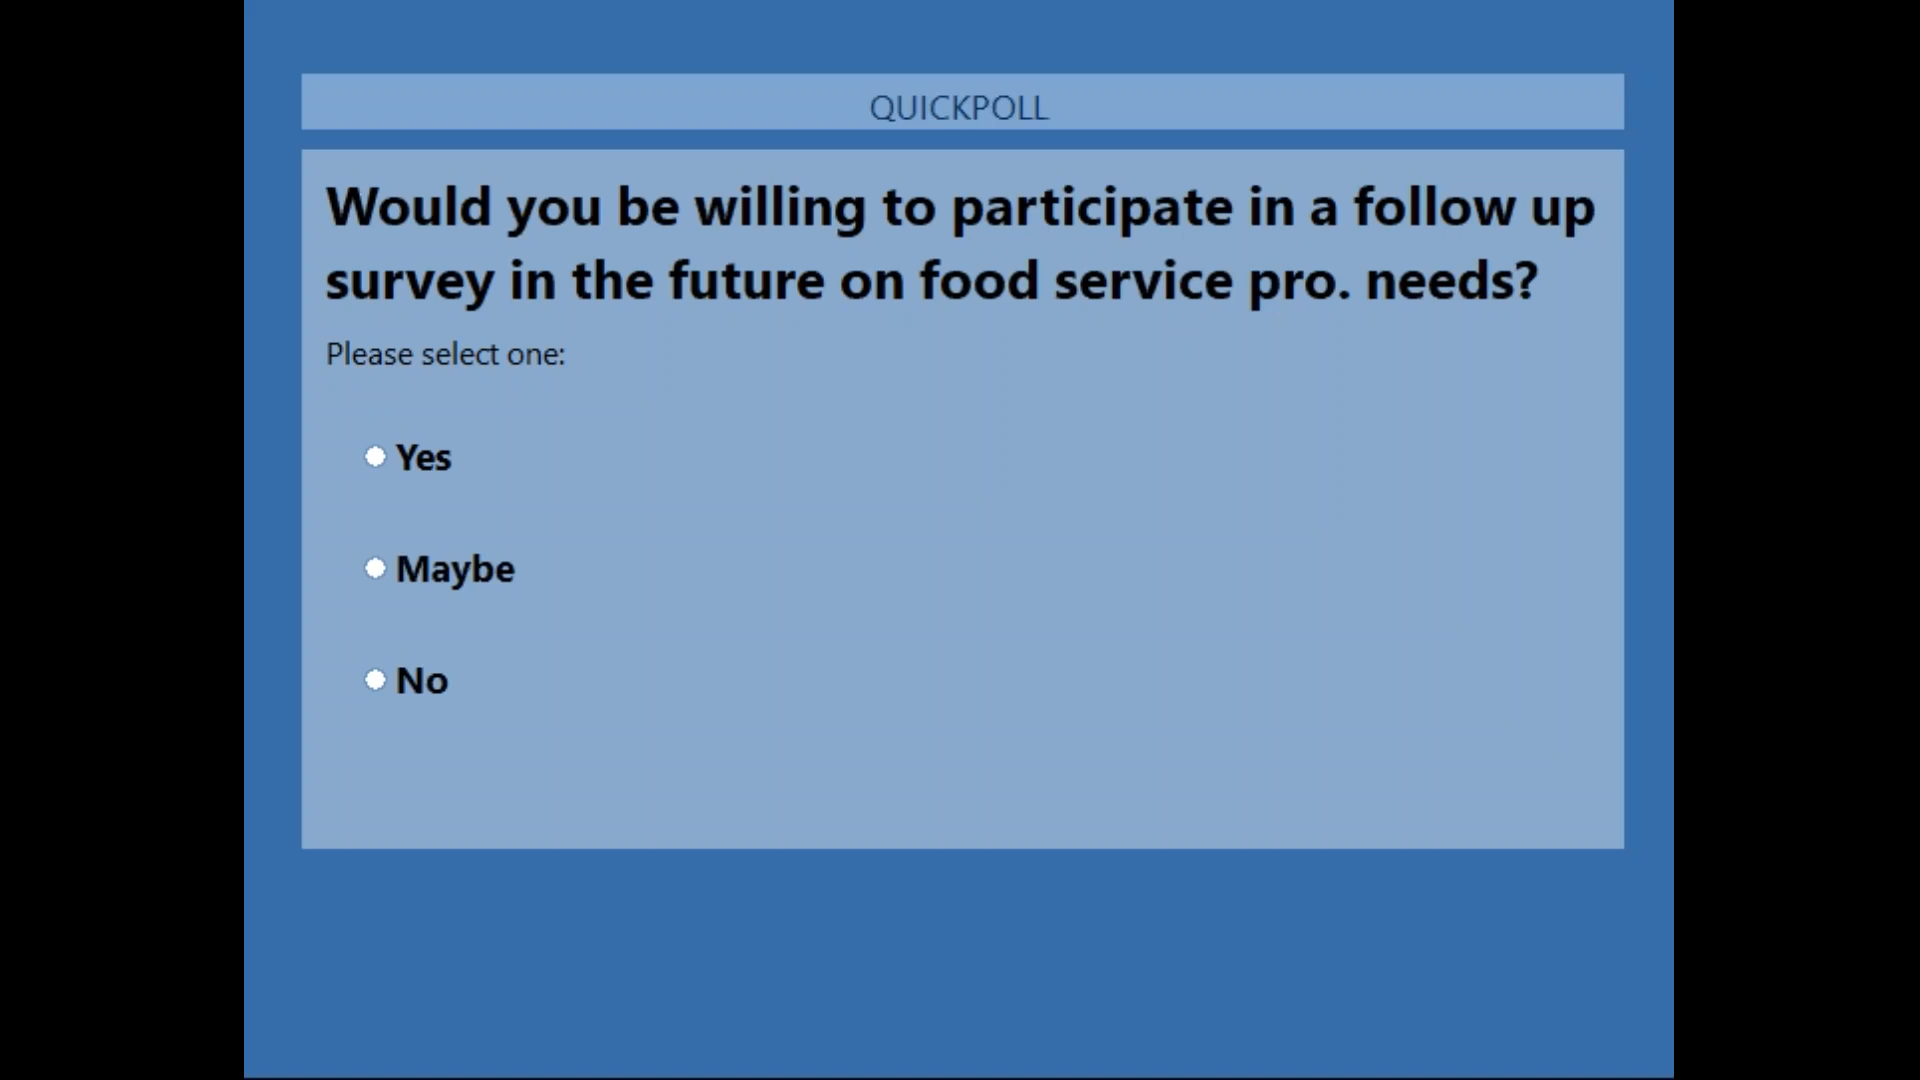 QUICKPOLL
Would you be willing to participate in a follow up
survey in the future on food service pro. needs?
Please select one:
Yes
Maybe
No